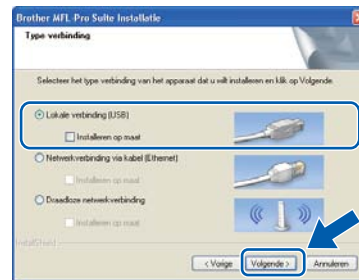 Brother MFL-Pro Suite Installatie
Type verbinding
Selecteer het type verbinding van het apparaat dat u wilt installeren en klik op Volgende.
Lokale verbinding (USB)
Installeren op maat
Netwerkverbinding via kabel (Ethernet)
Installeren op maat
Draadloze netwerkverbinding
Installeren op maat
InstallShield
< Vorige Volgende > Annuleren